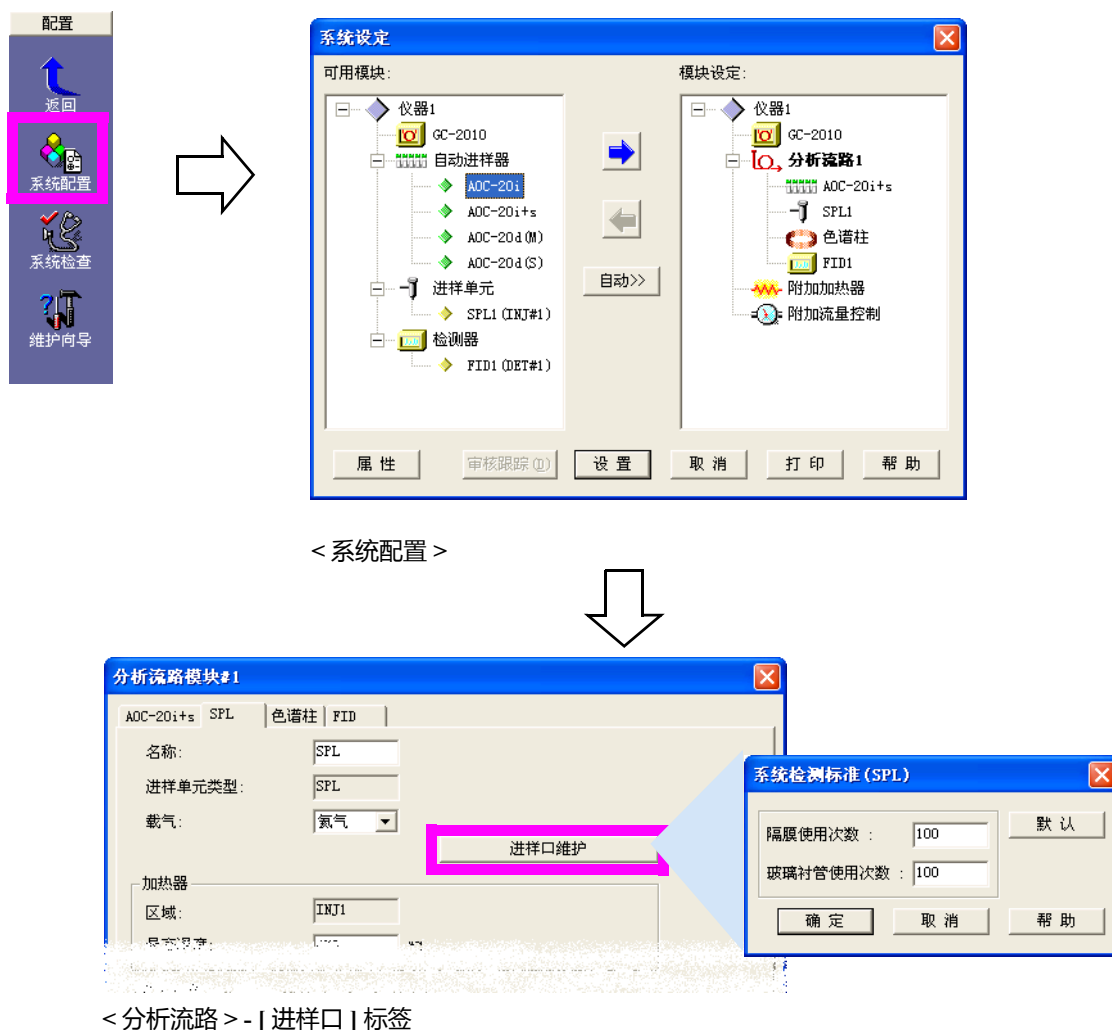 配置
返回
系统配置
系统检查
维护向导
系统设定
可用模块:
仪器1
GC-2010
自动进样器
AOC-20i
AOC-20i+s
AOC-20d(M)
AOC-20d(S)
进样单元
SPL1(INJ#1)
检测器
FID1(DET#1)
自动>>
模块设定:
仪器1
GC-2010
分析流路1
AOC-20i+s
SPL1
色谱柱
FID1
附加加热器
附加流量控制
属 性 审核跟踪(D) 设 置 取 消 打 印 帮 助
< 系统配置 >
分析流路模块#1
AOC-20i+s SPL 色谱柱 FID
名称: SPL
进样单元类型: SPL
载气: 氦气
进样口维护
加热器
区域: INJ1
系统检测标准(SPL)
隔膜使用次数 : 100 默 认
玻璃衬管使用次数 : 100
确 定 取 消 帮 助
< 分析流路 > - [ 进样口 ] 标签